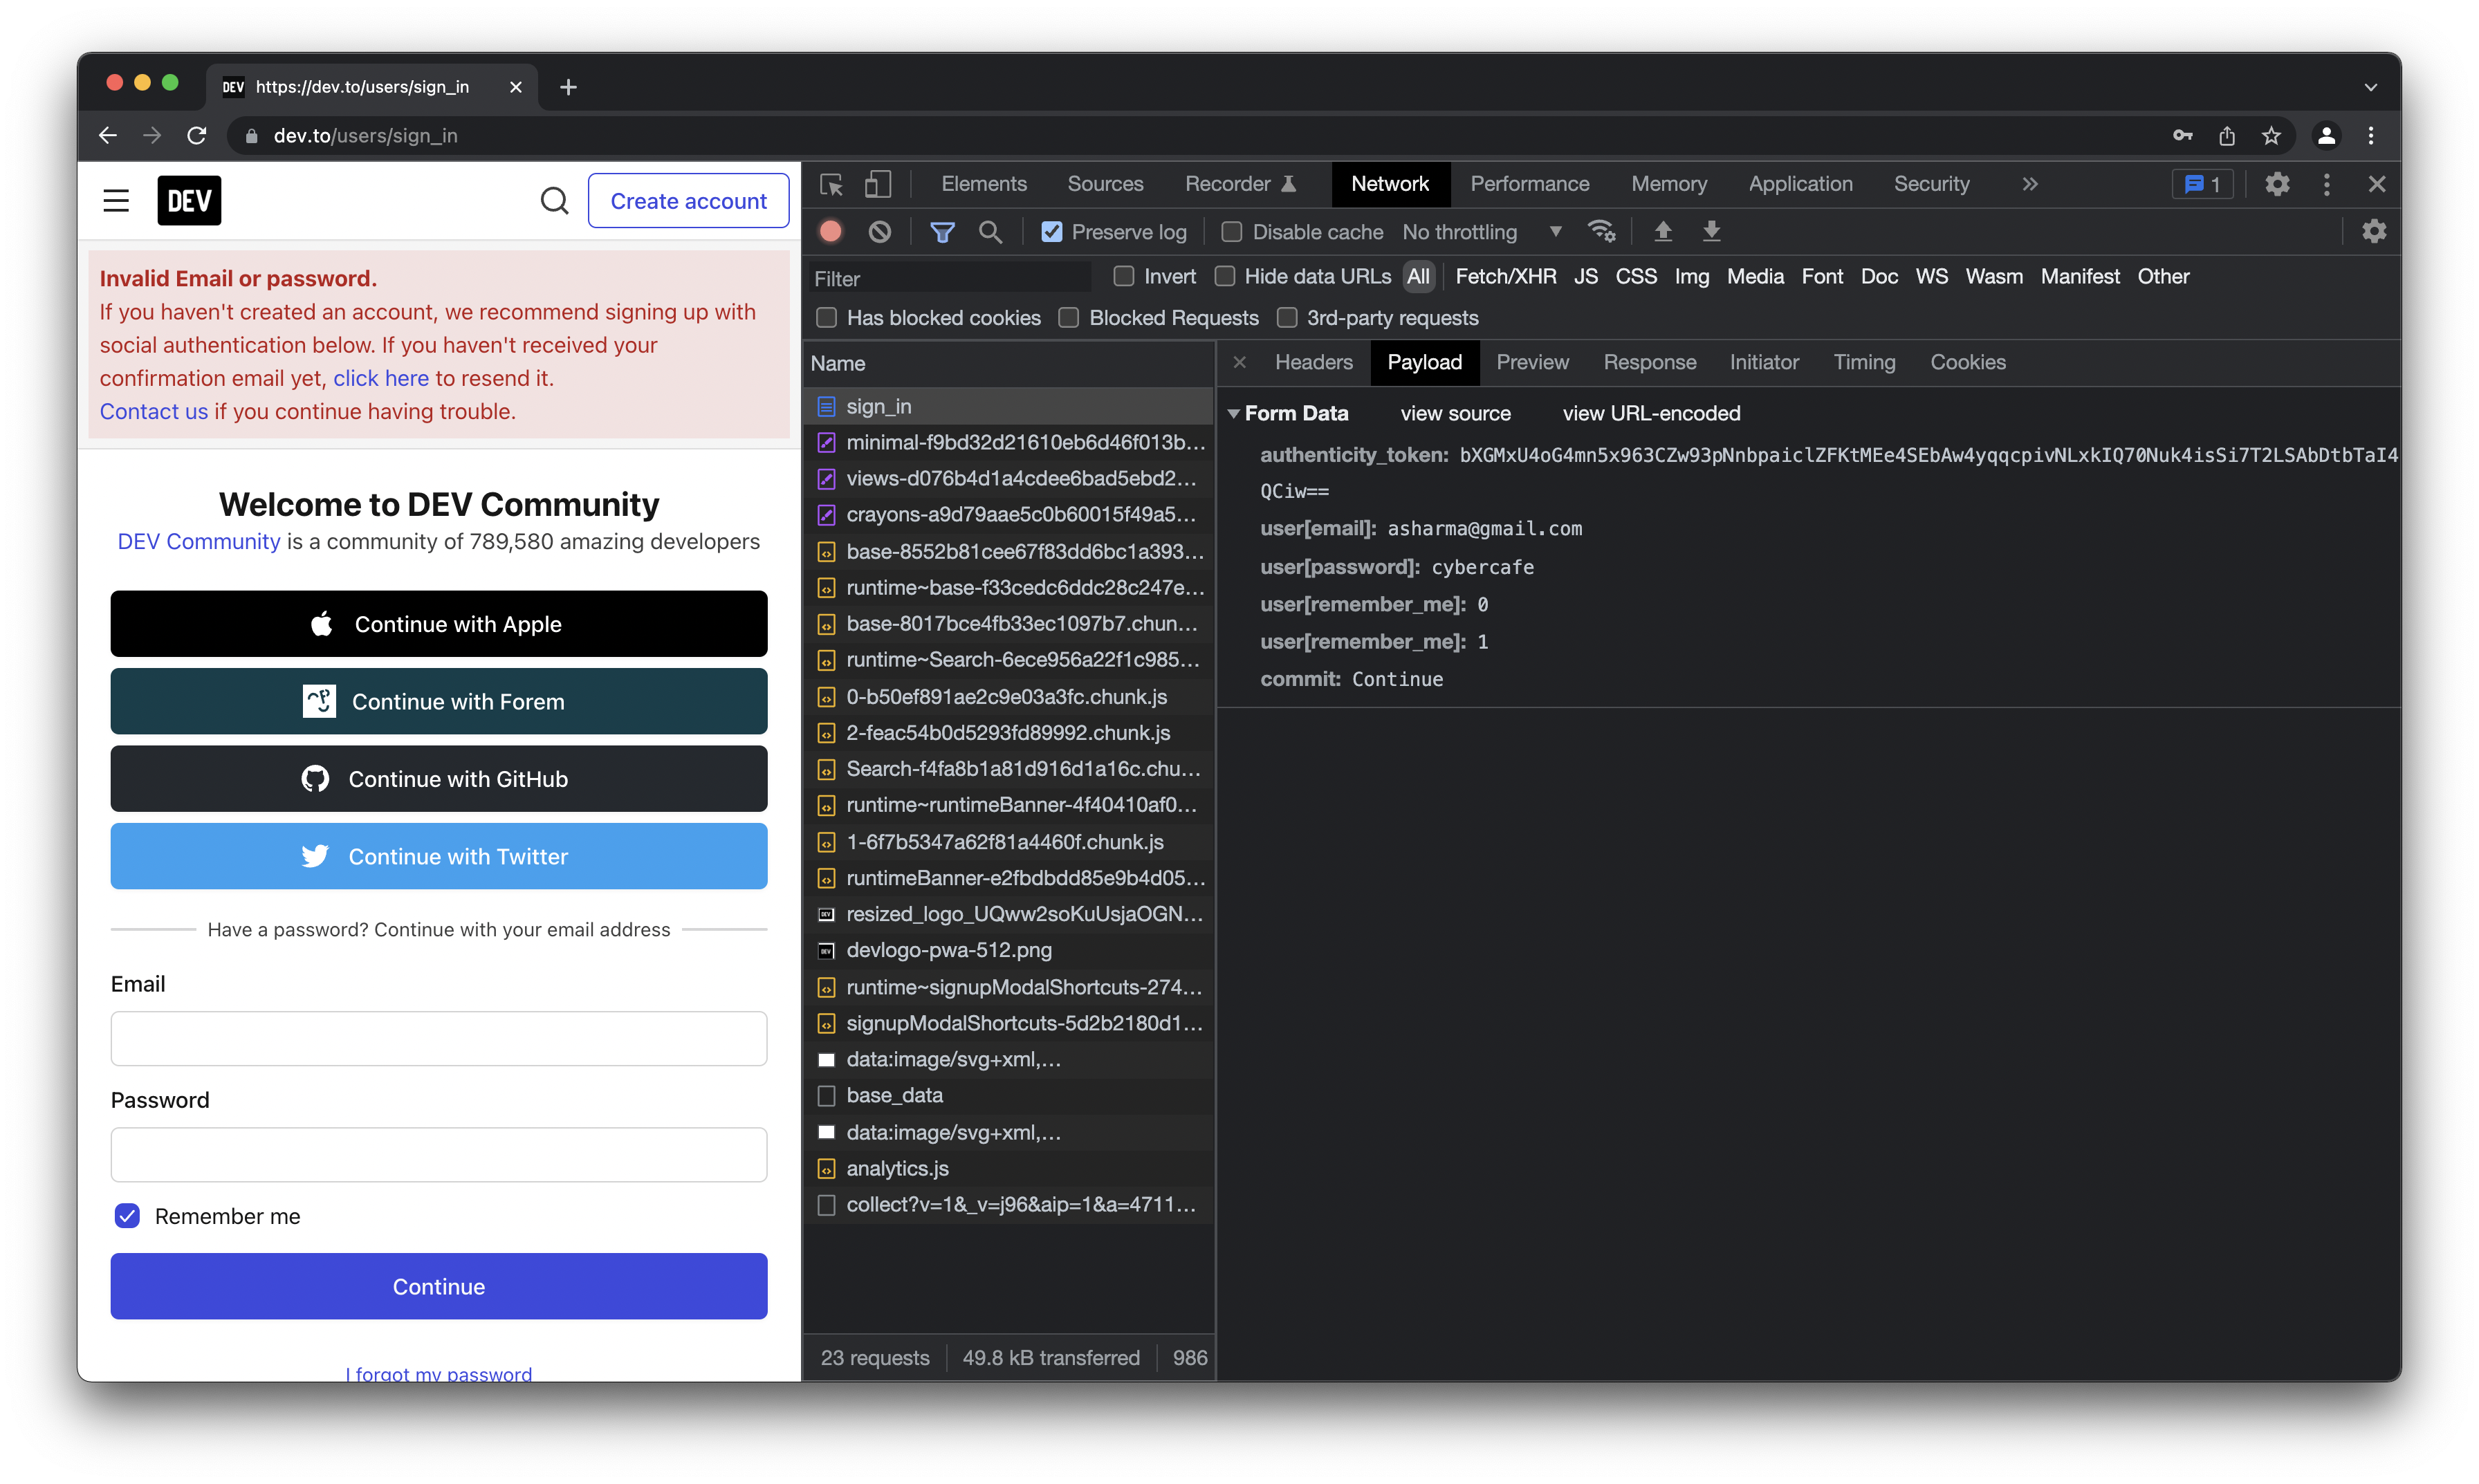 DEV https://dev.to/users/sign_in
dev.to/users/sign_in
DEV Create account
Invalid Email or password.
If you haven't created an account, we recommend signing up with
social authentication below. If you haven't received your
confirmation email yet, click here to resend it.
Contact us if you continue having trouble.
Welcome to DEV Community
DEV Community is a community of 789,580 amazing developers
Continue with Apple
Continue with Forem
Continue with GitHub
Continue with Twitter
Have a password? Continue with your email address
Email
Password
Remember me
Continue
I forgot my password
Elements Sources Recorder Network Performance Memory Application Security 1
Preserve log Disable cache No throttling
Filter Invert Hide data URLs All Fetch/XHR JS CSS Img Media Font Doc WS Wasm Manifest Other
Has blocked cookies Blocked Requests 3rd-party requests
Name
sign_in
minimal-f9bd32d21610eb6d46f013b...
views-d076b4d1a4cdee6bad5ebd2...
crayons-a9d79aae5c0b60015f49a5...
base-8552b81cee67f83dd6bc1a393...
runtime~base-f33cedc6ddc28c247e...
base-8017bce4fb33ec1097b7.chun...
runtime~Search-6ece956a22f1c985...
0-b50ef891ae2c9e03a3fc.chunk.js
2-feac54b0d5293fd89992.chunk.js
Search-f4fa8b1a81d916d1a16c.chu...
runtime~runtimeBanner-4f40410af0...
1-6f7b5347a62f81a4460f.chunk.js
runtimeBanner-e2fbdbdd85e9b4d05...
resized_logo_UQww2soKuUsjaOGN...
devlogo-pwa-512.png
runtime~signupModalShortcuts-274...
signupModalShortcuts-5d2b2180d1...
data:image/svg+xml,...
base_data
data:image/svg+xml,...
analytics.js
collect?v=1&_v=j96&aip=1&a=4711...
23 requests 49.8 kB transferred 986
Headers Payload Preview Response Initiator Timing Cookies
Form Data view source view URL-encoded
authenticity_token: bXGMxU4oG4mn5x963CZw93pNnbpaiclZFKtMEe4SEbAw4yqqcpivNLxkIQ70Nuk4isSi7T2LSAbDtbTaI4
QCiw==
user[email]: asharma@gmail.com
user[password]: cybercafe
user[remember_me]: 0
user[remember_me]: 1
commit: Continue